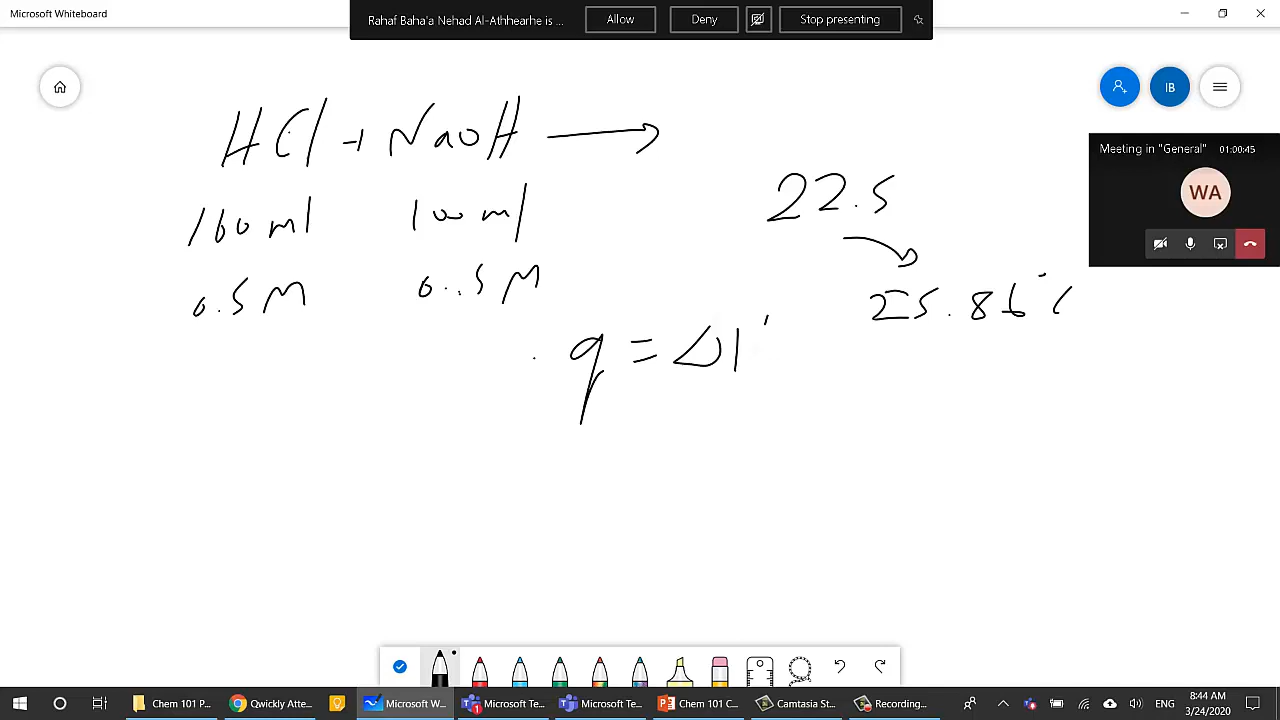 Microsoft Whiteboard
Rahaf Baha'a Nehad Al-Athhearhe is ...
Allow
Deny
Stop presenting
IB
Meeting in "General"
01:00:45
WA
HCl + NaOH →
100 ml 100 ml
0.5 M 0.5 M
22.5
25.86 °C
q = Δ
Chem 101 P...
Qwickly Atte...
Microsoft W...
Microsoft Te...
Microsoft Te...
Chem 101 C...
Camtasia St...
Recording...
ENG
8:44 AM
3/24/2020